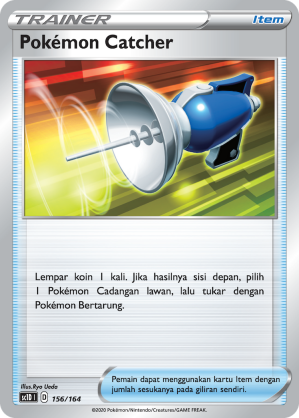 TRAINER Item
Pokémon Catcher
Lempar koin 1 kali. Jika hasilnya sisi depan, pilih
1 Pokémon Cadangan lawan, lalu tukar dengan
Pokémon Bertarung.
Illus.Ryo Ueda
sc1D I D 156/164
Pemain dapat menggunakan kartu Item dengan
jumlah sesukanya pada giliran sendiri.
©2020 Pokémon/Nintendo/Creatures/GAME FREAK.